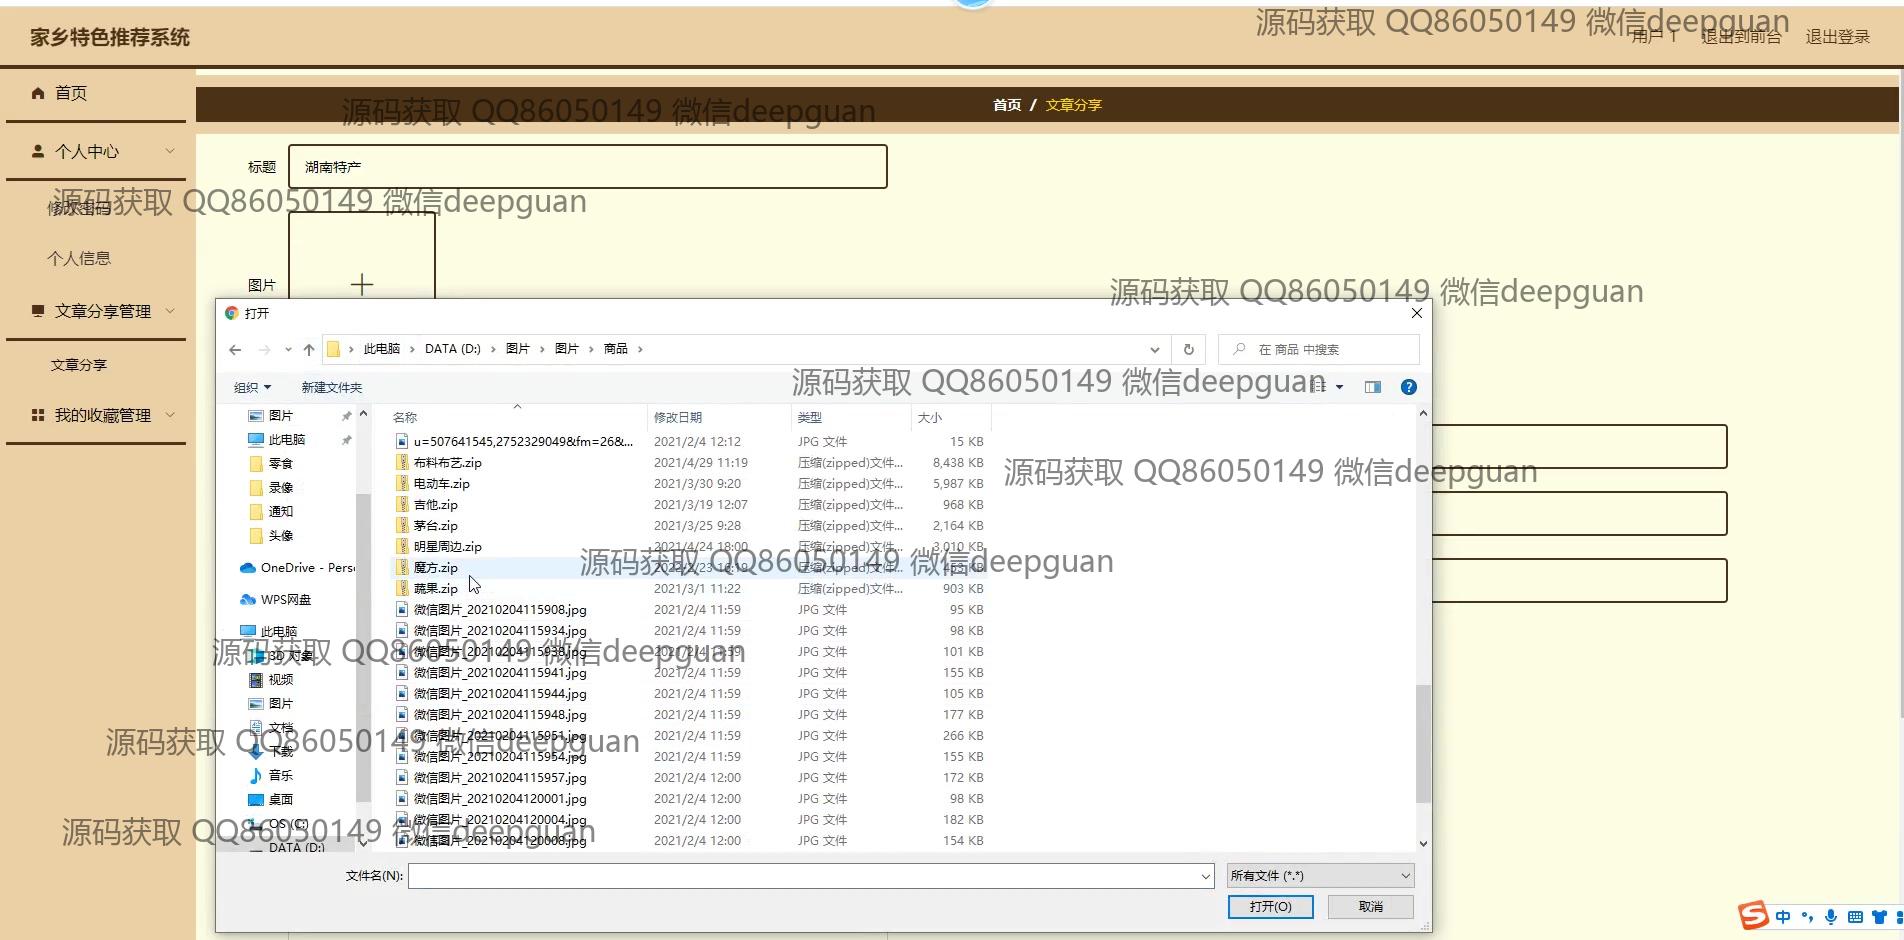 源码获取 QQ86050149 微信deepguan
家乡特色推荐系统
用户 1 退出到前台 退出登录
首页
源码获取 QQ86050149 微信deepguan
首页 / 文章分享
个人中心
标题 湖南特产
源码获取 QQ86050149 微信deepguan
修改密码
个人信息
图片
源码获取 QQ86050149 微信deepguan
文章分享管理
打开
此电脑 › DATA (D:) › 图片 › 图片 › 商品 ›
在 商品 中搜索
文章分享
源码获取 QQ86050149 微信deepguan
组织 新建文件夹
我的收藏管理
图片
此电脑
零食
录像
通知
头像
OneDrive - Pers
WPS网盘
此电脑
3D 对象
视频
图片
文档
下载
音乐
桌面
OS (C:)
DATA (D:)
名称 修改日期 类型 大小
u=507641545,2752329049&fm=26&... 2021/2/4 12:12 JPG 文件 15 KB
布料布艺.zip 2021/4/29 11:19 压缩(zipped)文件... 8,438 KB
源码获取 QQ86050149 微信deepguan
电动车.zip 2021/3/30 9:20 压缩(zipped)文件... 5,987 KB
吉他.zip 2021/3/19 12:07 压缩(zipped)文件... 968 KB
茅台.zip 2021/3/25 9:28 压缩(zipped)文件... 2,164 KB
明星周边.zip 2021/4/24 18:00 压缩(zipped)文件... 3,010 KB
源码获取 QQ86050149 微信deepguan
魔方.zip 压缩(zipped)文件... 453 KB
蔬果.zip 2021/3/1 11:22 压缩(zipped)文件... 903 KB
微信图片_20210204115908.jpg 2021/2/4 11:59 JPG 文件 95 KB
微信图片_20210204115934.jpg 2021/2/4 11:59 JPG 文件 98 KB
源码获取 QQ86050149 微信deepguan
微信图片_20210204115938.jpg 2021/2/4 11:59 JPG 文件 101 KB
微信图片_20210204115941.jpg 2021/2/4 11:59 JPG 文件 155 KB
微信图片_20210204115944.jpg 2021/2/4 11:59 JPG 文件 105 KB
微信图片_20210204115948.jpg 2021/2/4 11:59 JPG 文件 177 KB
源码获取 QQ86050149 微信deepguan
微信图片_20210204115951.jpg 2021/2/4 11:59 JPG 文件 266 KB
微信图片_20210204115954.jpg 2021/2/4 11:59 JPG 文件 155 KB
微信图片_20210204115957.jpg 2021/2/4 12:00 JPG 文件 172 KB
微信图片_20210204120001.jpg 2021/2/4 12:00 JPG 文件 98 KB
微信图片_20210204120004.jpg 2021/2/4 12:00 JPG 文件 182 KB
源码获取 QQ86050149 微信deepguan
微信图片_20210204120008.jpg 2021/2/4 12:00 JPG 文件 154 KB
文件名(N): 所有文件 (*.*)
打开(O) 取消
中